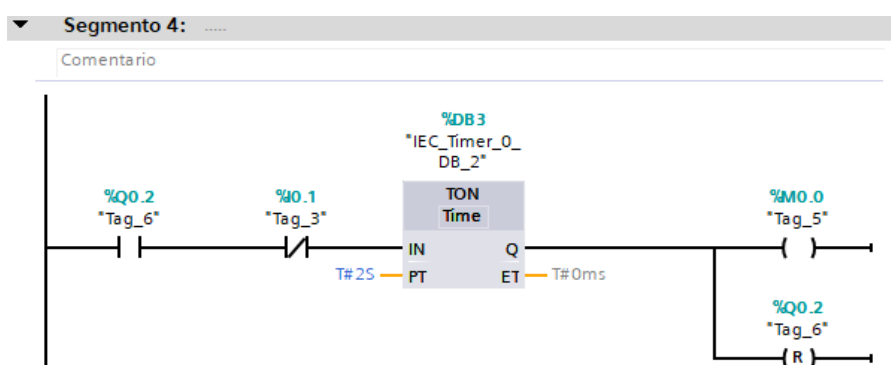 Segmento 4: .....
Comentario
%DB3
"IEC_Timer_0_
DB_2"
%Q0.2
"Tag_6"
%I0.1
"Tag_3"
TON
Time
%M0.0
"Tag_5"
IN
Q
T#2S
PT
ET
T#0ms
%Q0.2
"Tag_6"
R